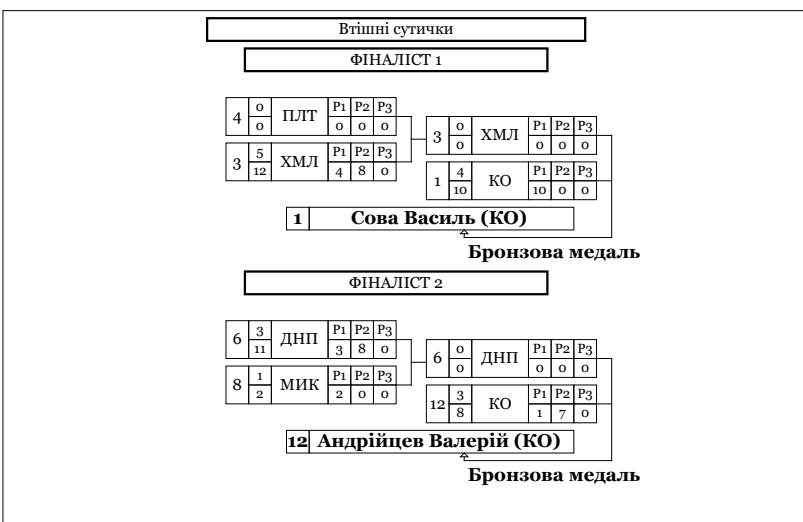 Втішні сутички
ФІНАЛІСТ 1
4 0 0 ПЛТ Р1 Р2 Р3 0 0 0
3 5 12 ХМЛ Р1 Р2 Р3 4 8 0
3 0 0 ХМЛ Р1 Р2 Р3 0 0 0
1 4 10 КО Р1 Р2 Р3 10 0 0
1 Сова Василь (КО)
Бронзова медаль
ФІНАЛІСТ 2
6 3 11 ДНП Р1 Р2 Р3 3 8 0
8 1 2 МИК Р1 Р2 Р3 2 0 0
6 0 0 ДНП Р1 Р2 Р3 0 0 0
12 3 8 КО Р1 Р2 Р3 1 7 0
12 Андрійцев Валерій (КО)
Бронзова медаль